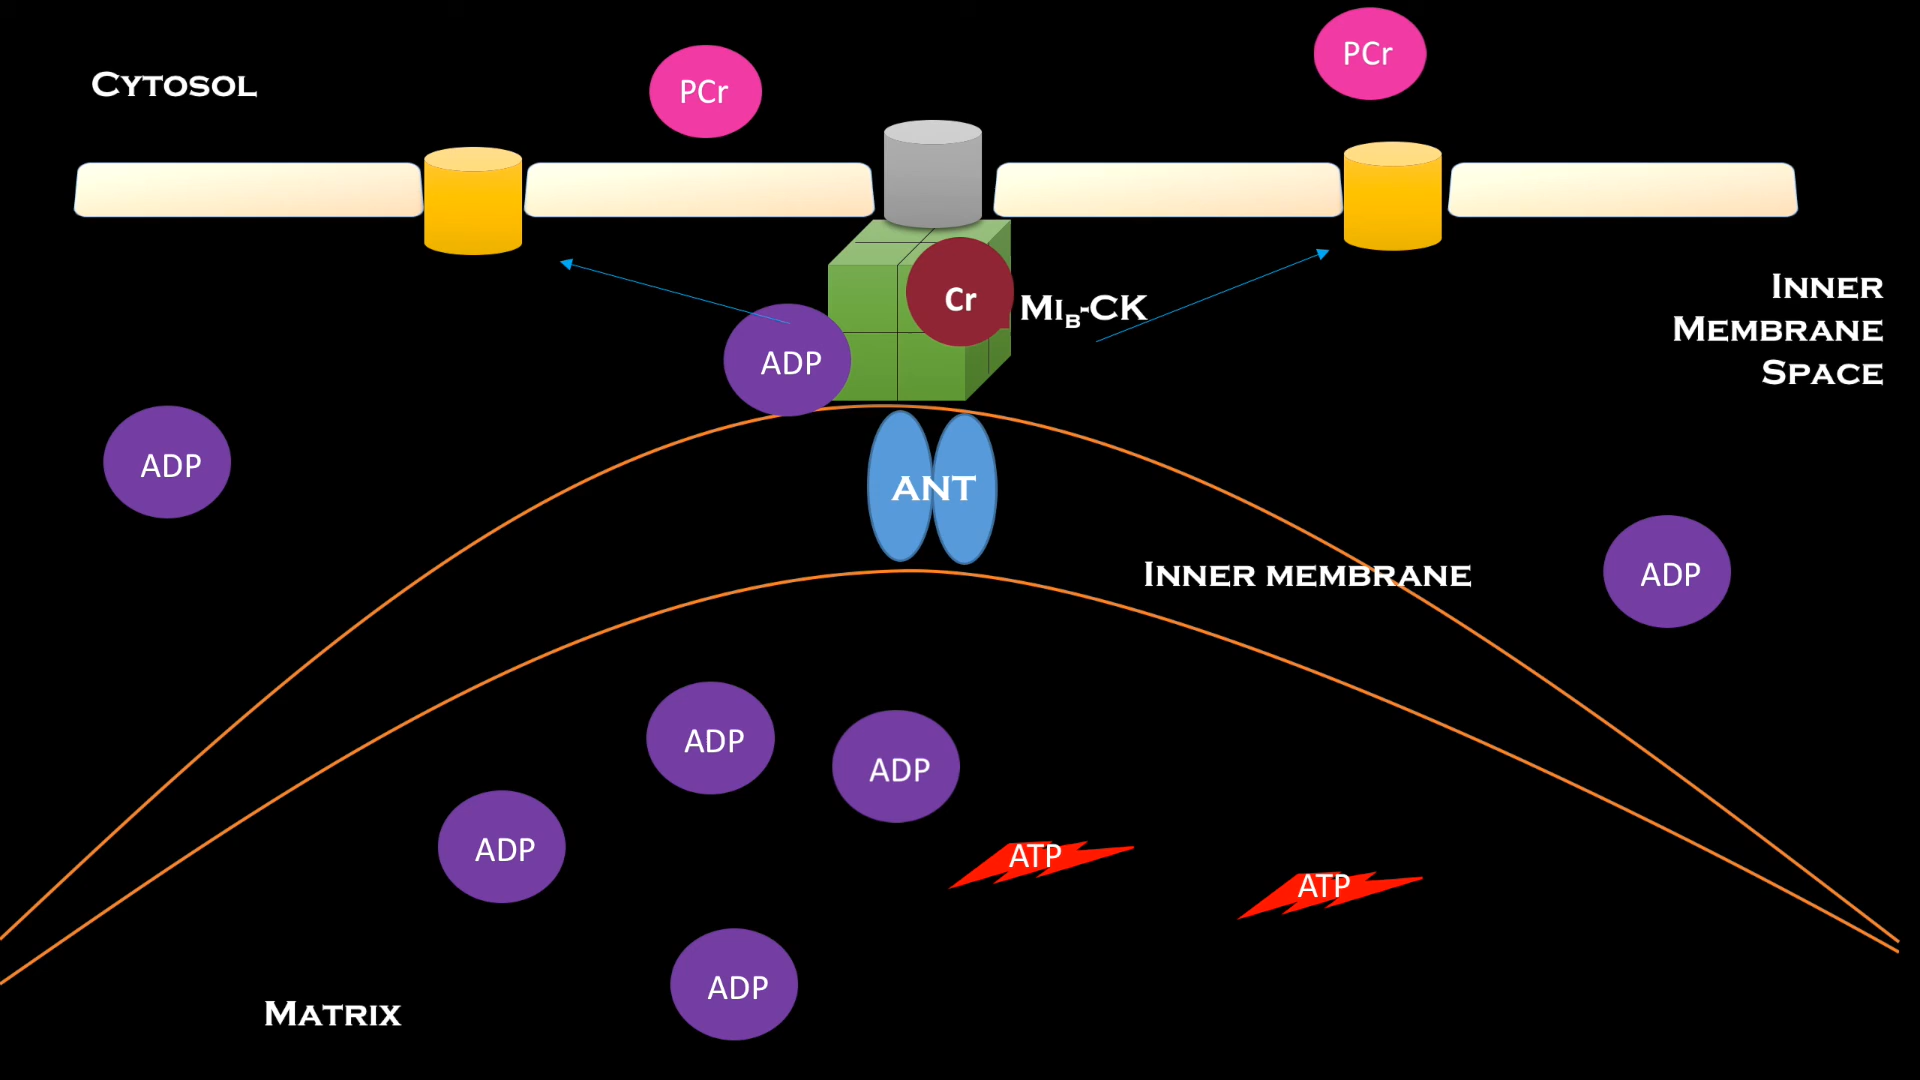 PCr
Cytosol
PCr
Cr
MiB-CK
Inner
Membrane
Space
ADP
ADP
ANT
Inner membrane
ADP
ADP
ADP
ADP
ATP
ATP
ADP
Matrix